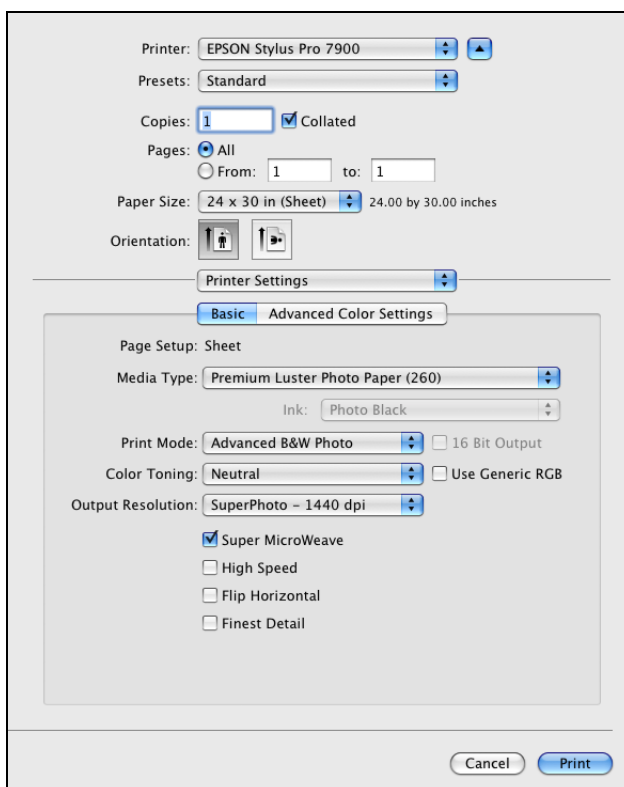 Printer: EPSON Stylus Pro 7900
Presets: Standard
Copies: 1 Collated
Pages: All
From: 1 to: 1
Paper Size: 24 x 30 in (Sheet) 24.00 by 30.00 inches
Orientation:
Printer Settings
Basic Advanced Color Settings
Page Setup: Sheet
Media Type: Premium Luster Photo Paper (260)
Ink: Photo Black
Print Mode: Advanced B&W Photo 16 Bit Output
Color Toning: Neutral Use Generic RGB
Output Resolution: SuperPhoto – 1440 dpi
Super MicroWeave
High Speed
Flip Horizontal
Finest Detail
Cancel Print